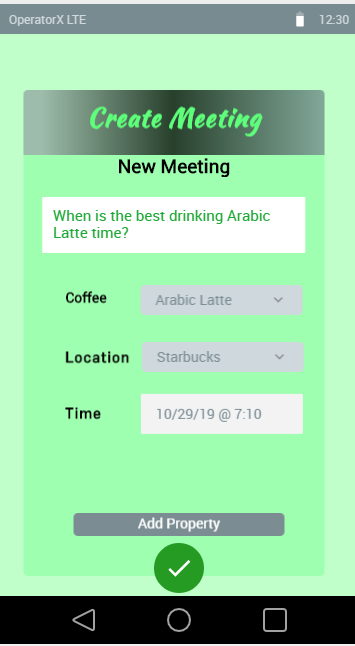 OperatorX LTE 12:30
Create Meeting
New Meeting
When is the best drinking Arabic
Latte time?
Coffee Arabic Latte
Location Starbucks
Time 10/29/19 @ 7:10
Add Property